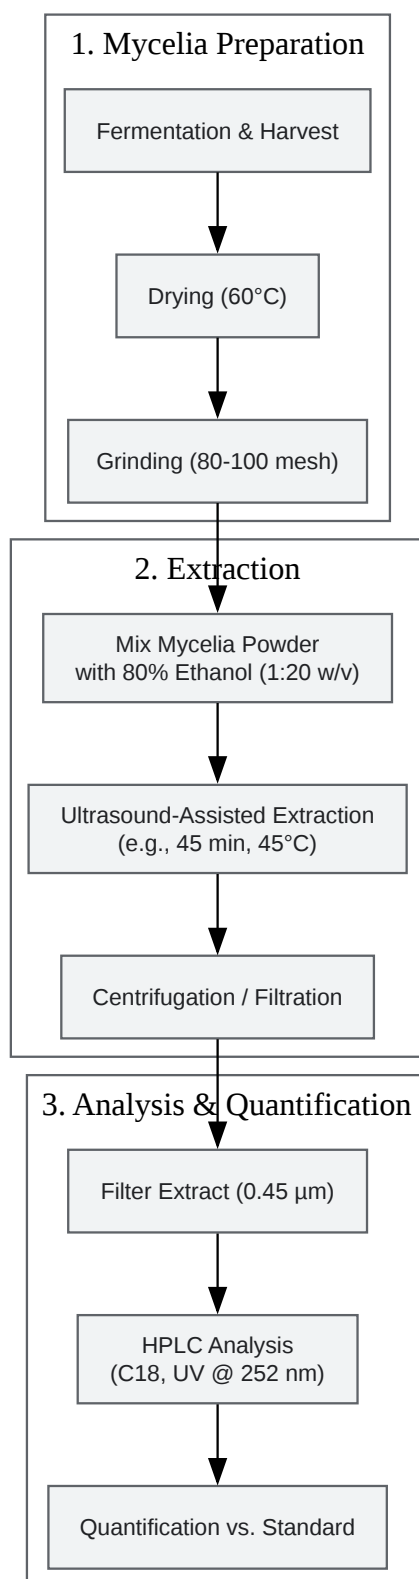 1. Mycelia Preparation
Fermentation & Harvest
Drying (60°C)
Grinding (80-100 mesh)
2. Extraction
Mix Mycelia Powder
with 80% Ethanol (1:20 w/v)
Ultrasound-Assisted Extraction
(e.g., 45 min, 45°C)
Centrifugation / Filtration
3. Analysis & Quantification
Filter Extract (0.45 µm)
HPLC Analysis
(C18, UV @ 252 nm)
Quantification vs. Standard